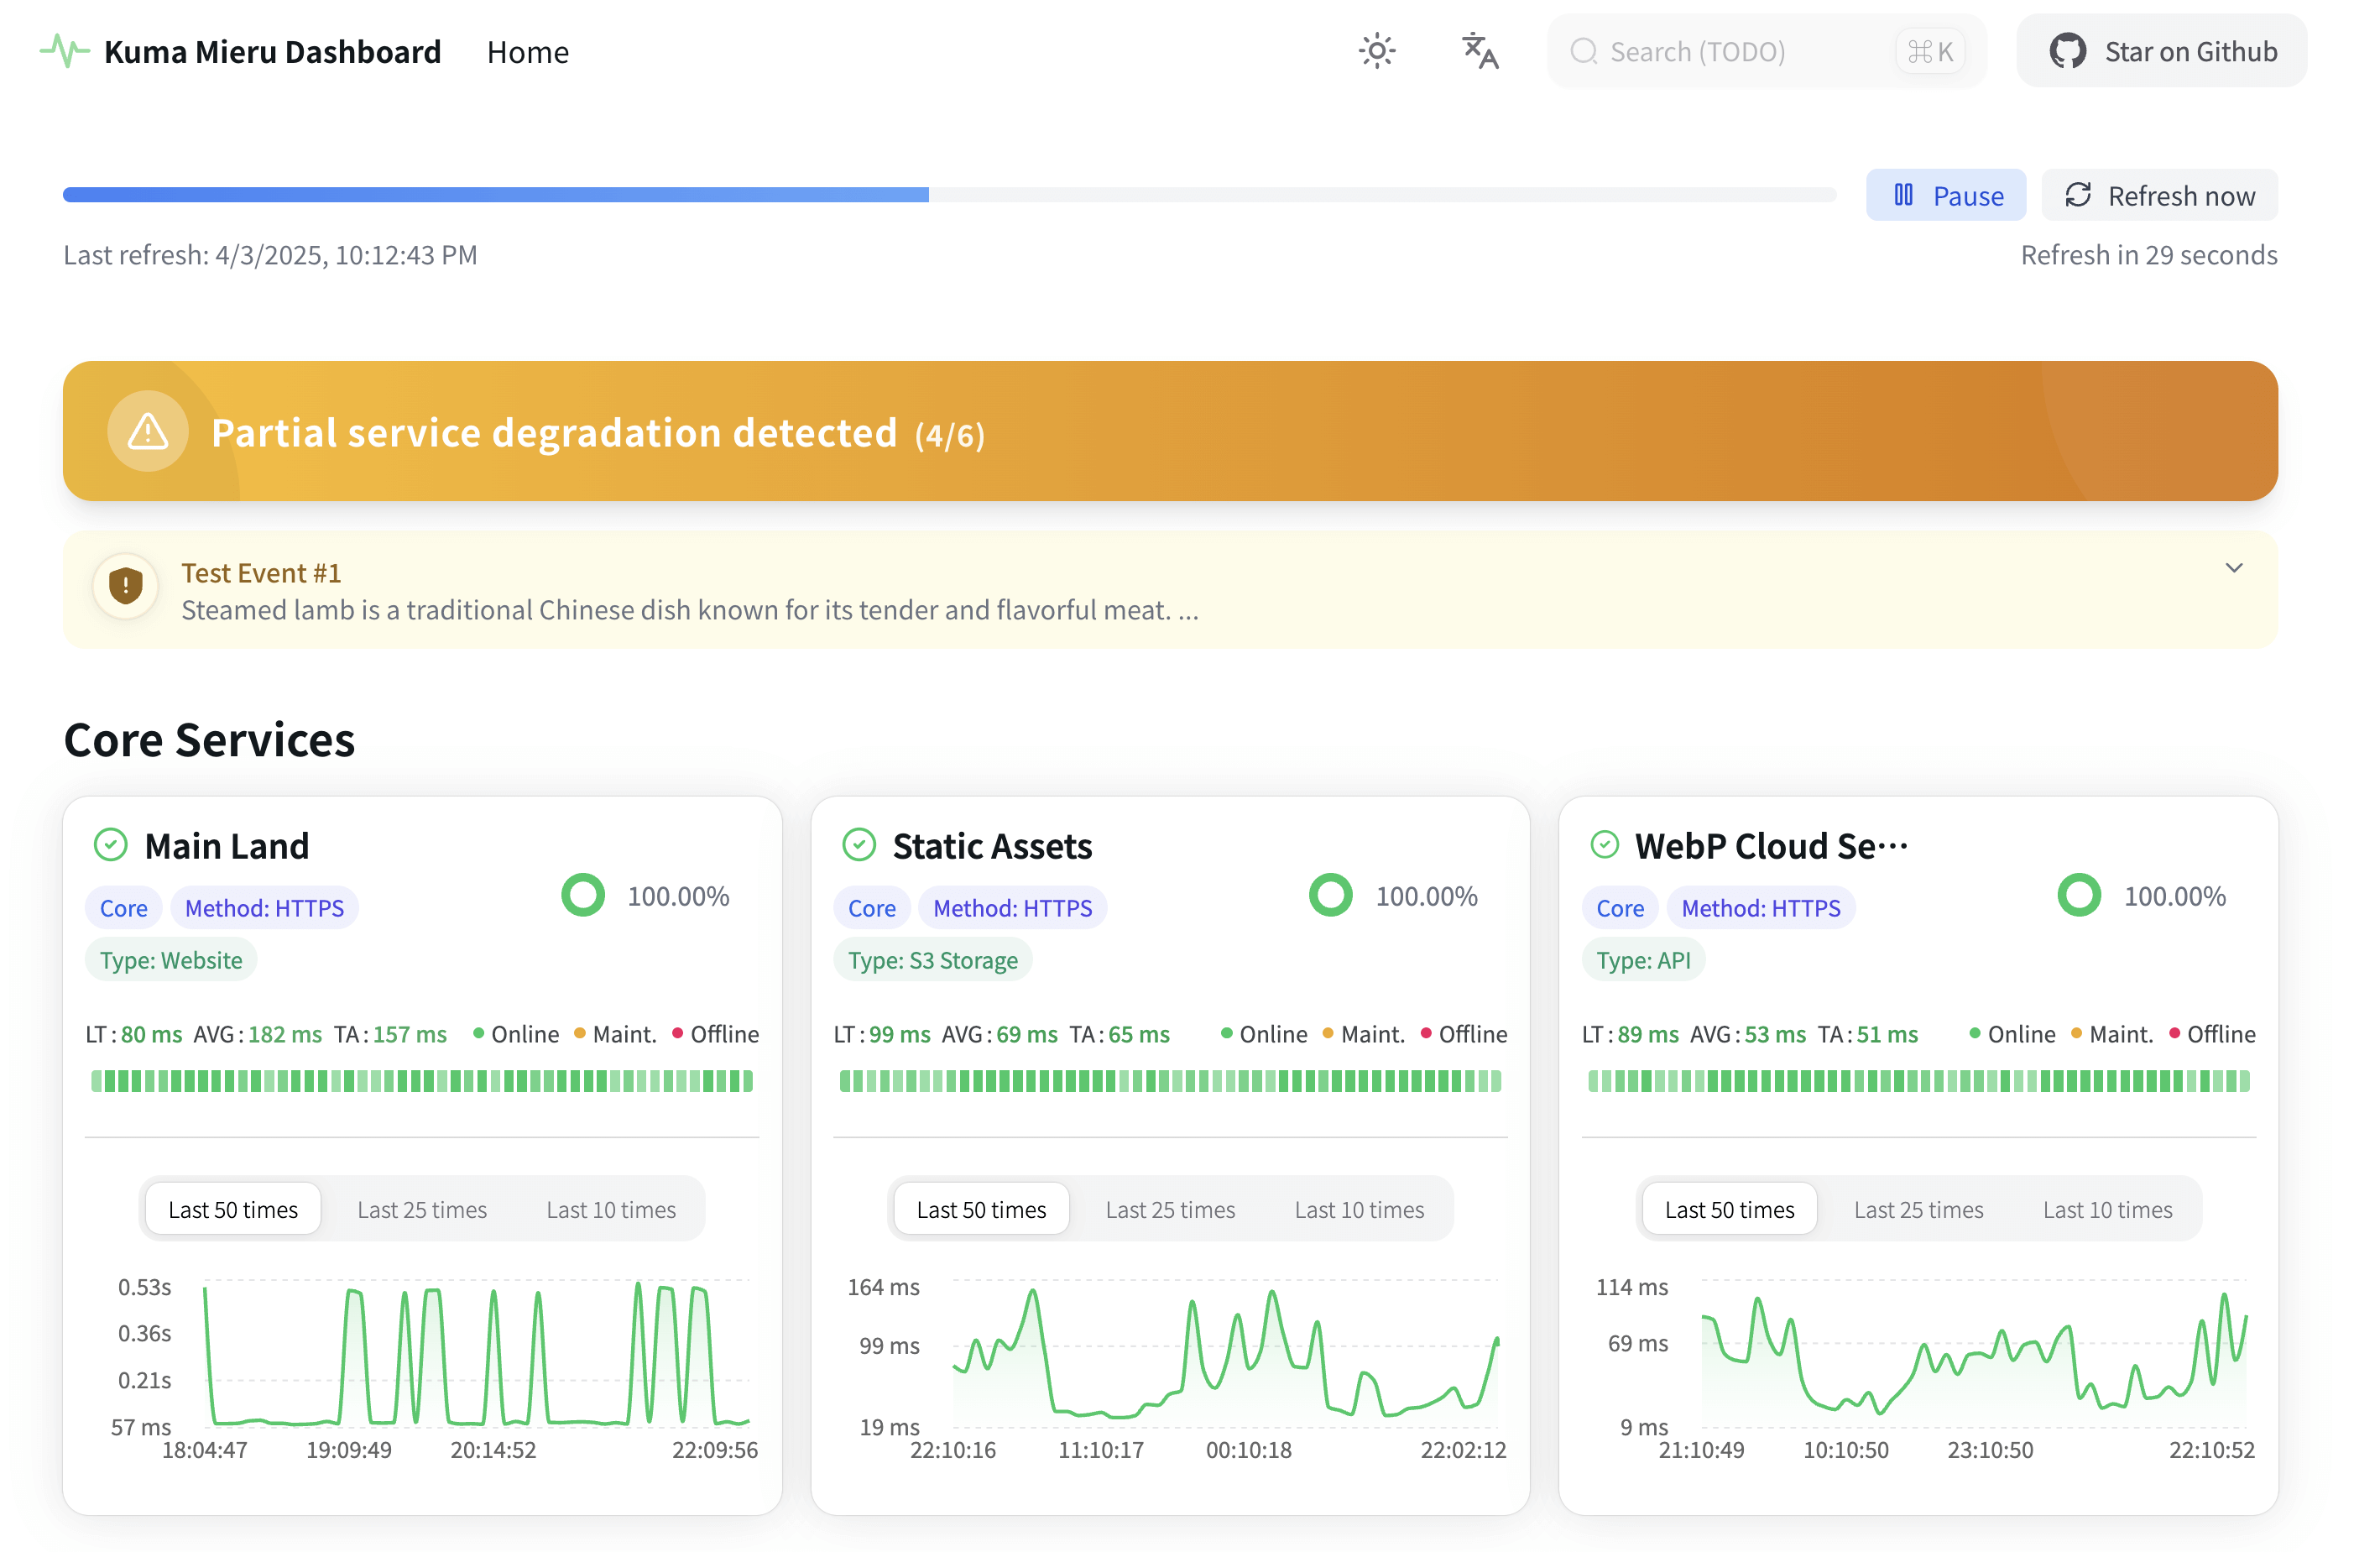 Kuma Mieru Dashboard Home Search (TODO) ⌘K Star on Github
Pause Refresh now
Last refresh: 4/3/2025, 10:12:43 PM Refresh in 29 seconds
Partial service degradation detected (4/6)
Test Event #1
Steamed lamb is a traditional Chinese dish known for its tender and flavorful meat. ...
Core Services
Main Land
Core Method: HTTPS 100.00%
Type: Website
LT: 80 ms AVG: 182 ms TA: 157 ms Online Maint. Offline
Last 50 times Last 25 times Last 10 times
0.53s
0.36s
0.21s
57 ms
18:04:47 19:09:49 20:14:52 22:09:56
Static Assets
Core Method: HTTPS 100.00%
Type: S3 Storage
LT: 99 ms AVG: 69 ms TA: 65 ms Online Maint. Offline
Last 50 times Last 25 times Last 10 times
164 ms
99 ms
19 ms
22:10:16 11:10:17 00:10:18 22:02:12
WebP Cloud Se···
Core Method: HTTPS 100.00%
Type: API
LT: 89 ms AVG: 53 ms TA: 51 ms Online Maint. Offline
Last 50 times Last 25 times Last 10 times
114 ms
69 ms
9 ms
21:10:49 10:10:50 23:10:50 22:10:52